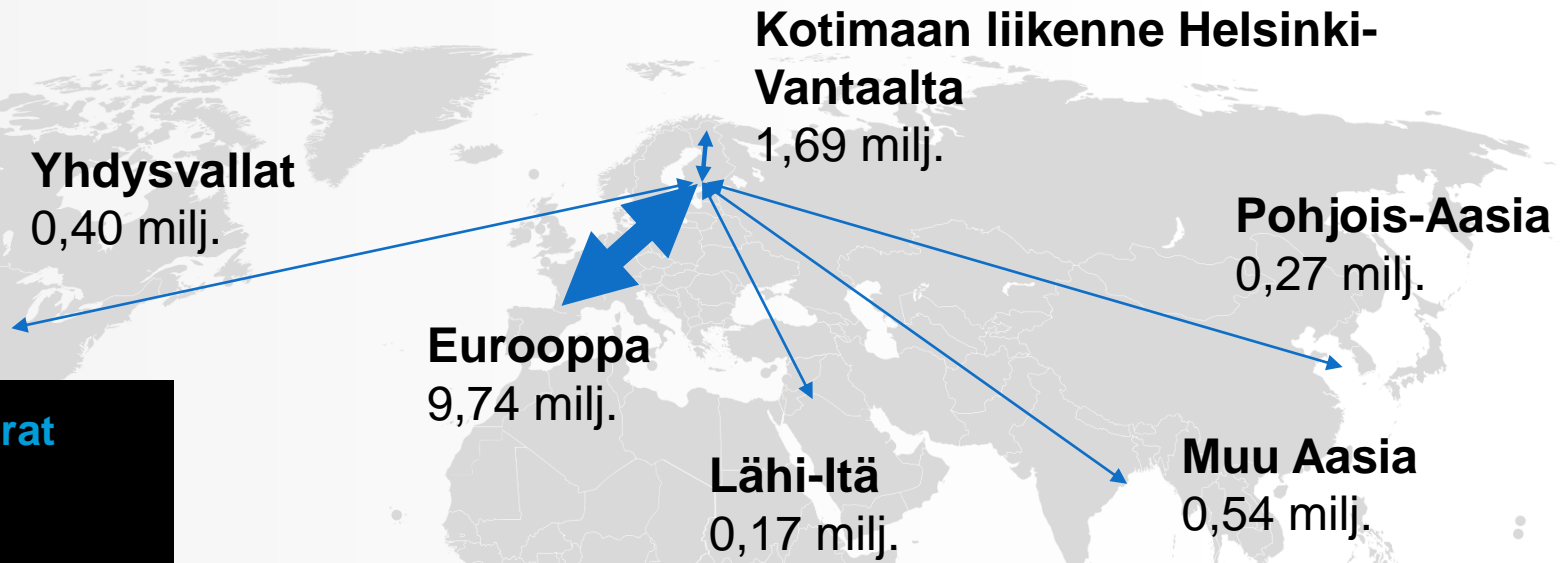 Kotimaan liikenne Helsinki-
Vantaalta
1,69 milj.
Yhdysvallat
0,40 milj.
Pohjois-Aasia
0,27 milj.
Eurooppa
9,74 milj.
Lähi-Itä
0,17 milj.
Muu Aasia
0,54 milj.
rat